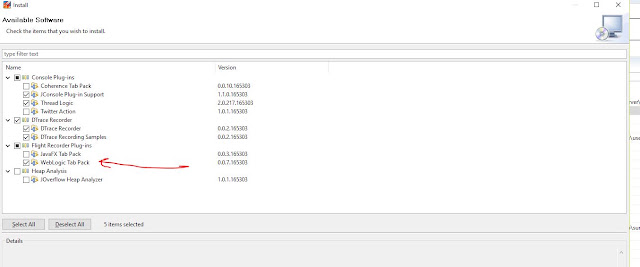 Install
Available Software
Check the items that you wish to install.
type filter text
Name Version
Console Plug-ins
Coherence Tab Pack 0.0.10.165303
JConsole Plug-in Support 1.1.0.165303
Thread Logic 2.0.217.165303
Twitter Action 1.0.1.165303
DTrace Recorder
DTrace Recorder 0.0.2.165303
DTrace Recording Samples 0.0.2.165303
Flight Recorder Plug-ins
JavaFX Tab Pack 0.0.3.165303
WebLogic Tab Pack 0.0.7.165303
Heap Analysis
JOverflow Heap Analyzer 1.0.1.165303
Select All Deselect All 5 items selected
Details